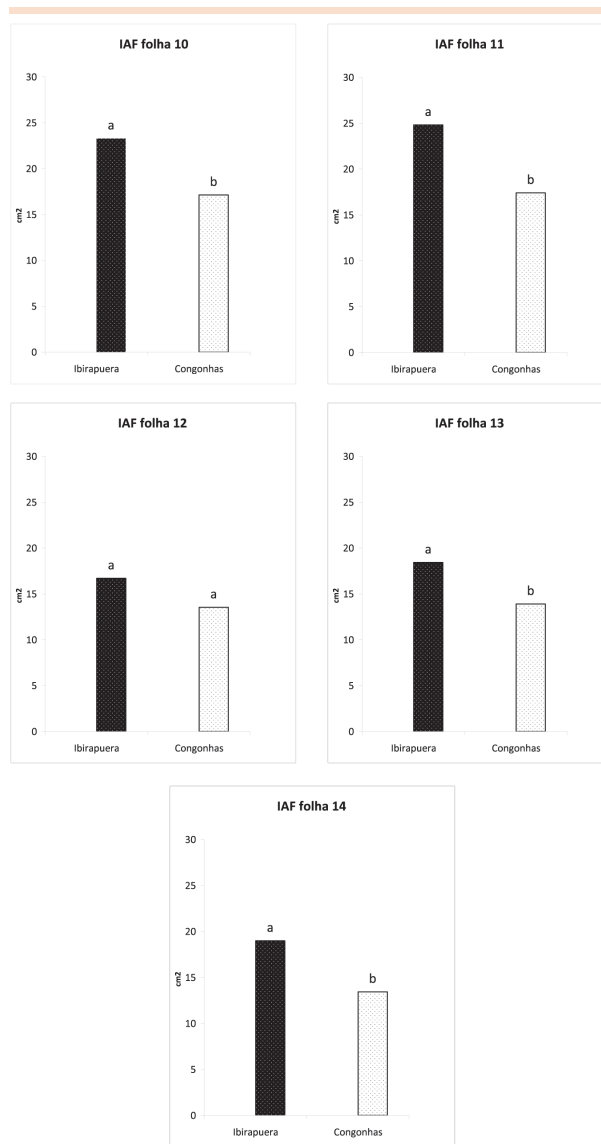 IAF folha 10
30
25
20
15
10
5
0
cm2
a
b
Ibirapuera
Congonhas
IAF folha 11
30
25
20
15
10
5
0
cm2
a
b
Ibirapuera
Congonhas
IAF folha 12
30
25
20
15
10
5
0
cm2
a
a
Ibirapuera
Congonhas
IAF folha 13
30
25
20
15
10
5
0
cm2
a
b
Ibirapuera
Congonhas
IAF folha 14
30
25
20
15
10
5
0
cm2
a
b
Ibirapuera
Congonhas